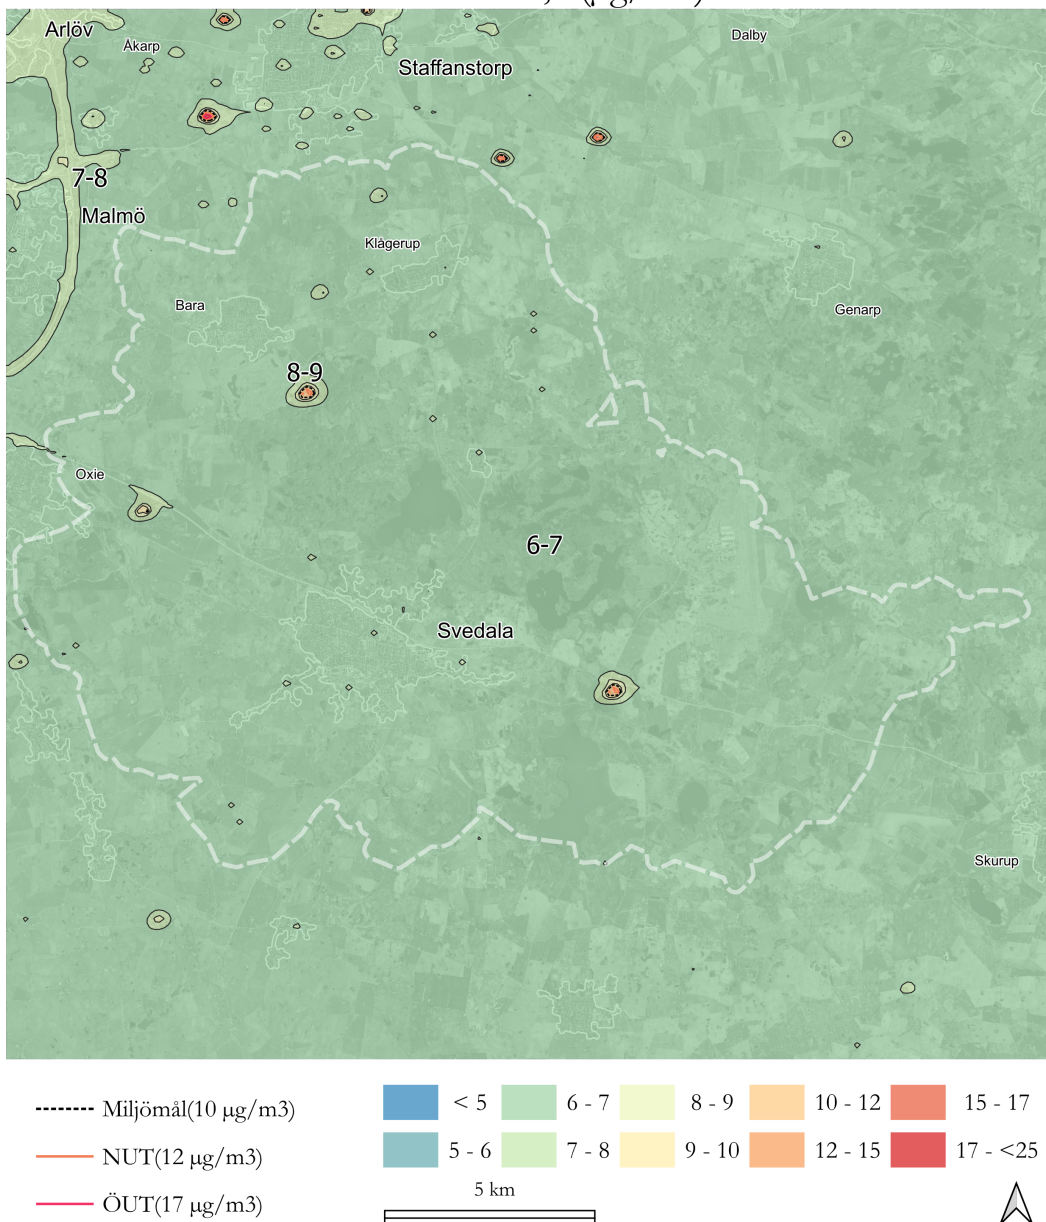 Arlöv
Åkarp
Dalby
Staffanstorp
7-8
Malmö
Klågerup
Bara
Genarp
8-9
Oxie
6-7
Svedala
Skurup
Miljömål(10 µg/m3)
NUT(12 µg/m3)
ÖUT(17 µg/m3)
< 5
6 - 7
8 - 9
10 - 12
15 - 17
5 - 6
7 - 8
9 - 10
12 - 15
17 - <25
5 km